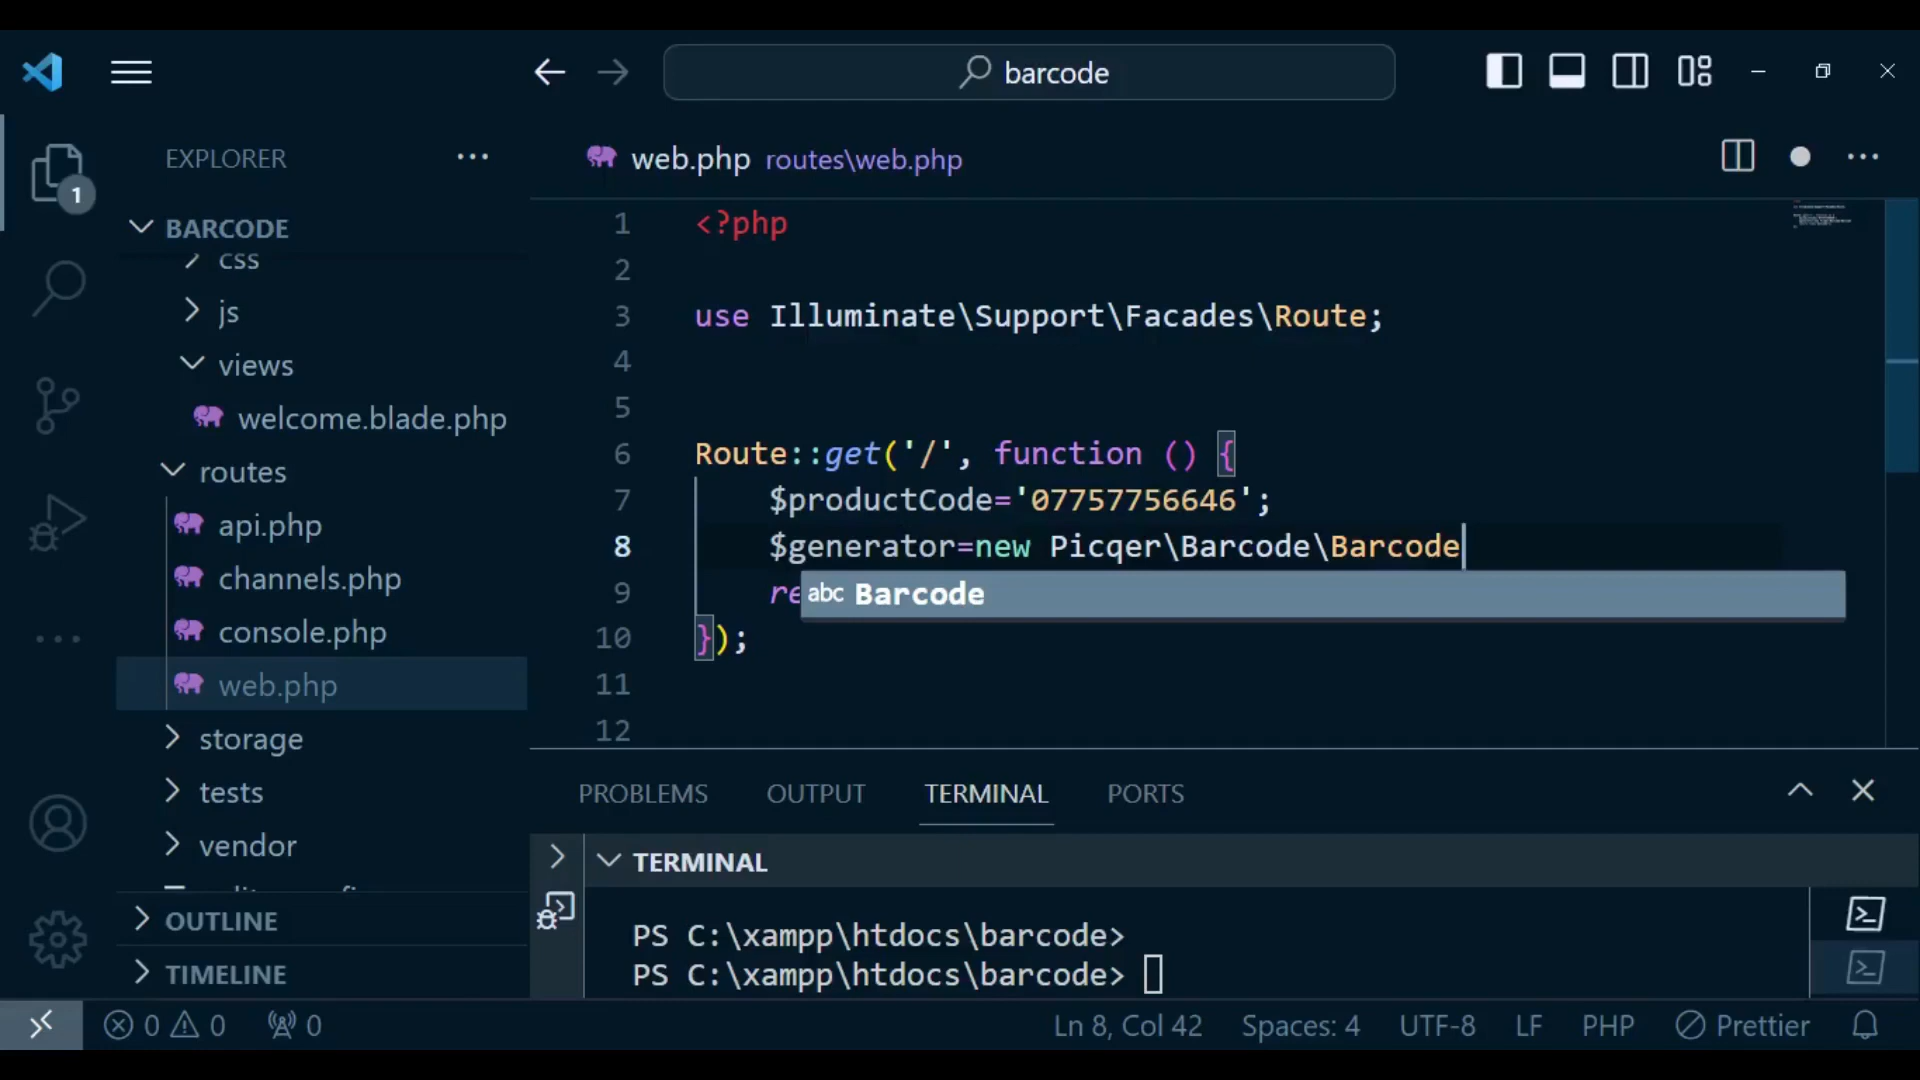 barcode
EXPLORER
1
BARCODE
css
js
views
welcome.blade.php
routes
api.php
channels.php
console.php
web.php
storage
tests
vendor
OUTLINE
TIMELINE
web.php routes\web.php
1 <?php
2
3 use Illuminate\Support\Facades\Route;
4
5
6 Route::get('/', function () {
7 $productCode='07757756646';
8 $generator=new Picqer\Barcode\Barcode
9 re abc Barcode
10 });
11
12
PROBLEMS OUTPUT TERMINAL PORTS
TERMINAL
PS C:\xampp\htdocs\barcode>
PS C:\xampp\htdocs\barcode>
0 0 0 Ln 8, Col 42 Spaces: 4 UTF-8 LF PHP Prettier